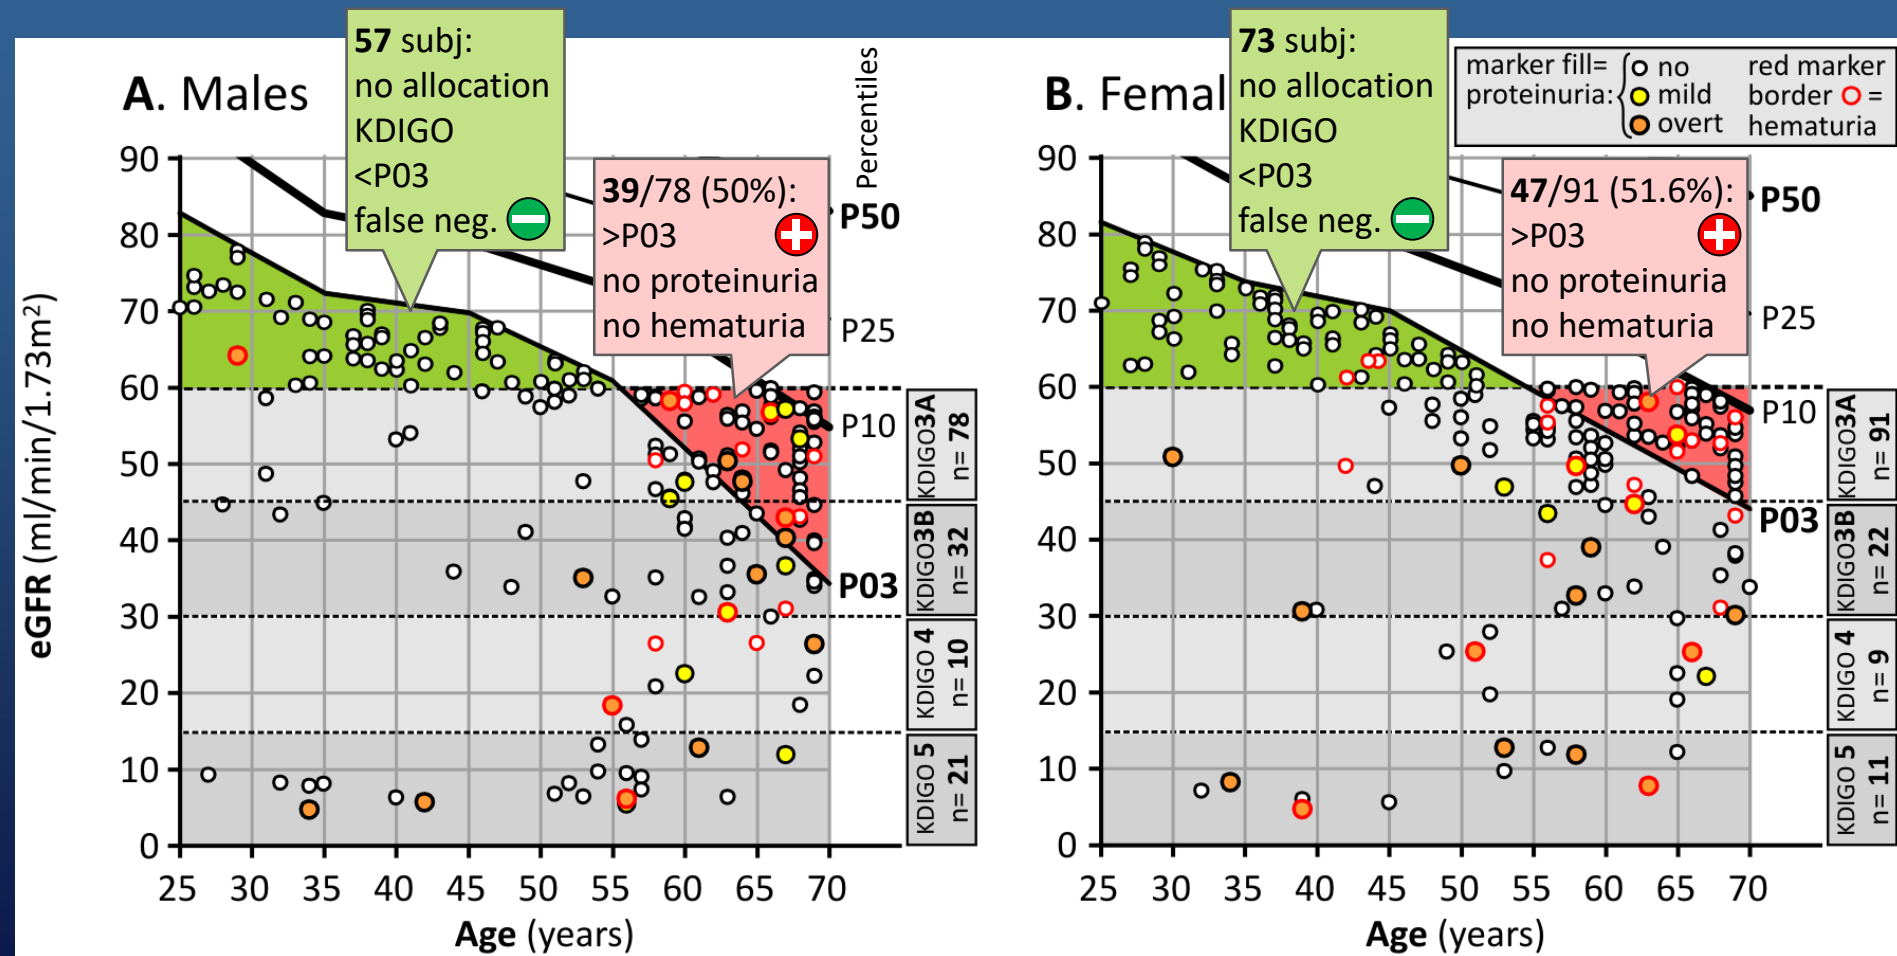 57 subj:
no allocation
KDIGO
<P03
false neg.
A. Males
39/78 (50%):
>P03
no proteinuria
no hematuria
Percentiles
P50
P25
P10
P03
90
80
70
60
50
40
30
20
10
0
eGFR (ml/min/1.73m²)
25 30 35 40 45 50 55 60 65 70
Age (years)
KDIGO3A
n= 78
KDIGO3B
n= 32
KDIGO 4
n= 10
KDIGO 5
n= 21
73 subj:
no allocation
KDIGO
<P03
false neg.
B. Femal
47/91 (51.6%):
>P03
no proteinuria
no hematuria
marker fill=
proteinuria:
no
mild
overt
red marker
border =
hematuria
P50
P25
P10
P03
90
80
70
60
50
40
30
20
10
0
25 30 35 40 45 50 55 60 65 70
Age (years)
KDIGO3A
n= 91
KDIGO3B
n= 22
KDIGO 4
n= 9
KDIGO 5
n= 11